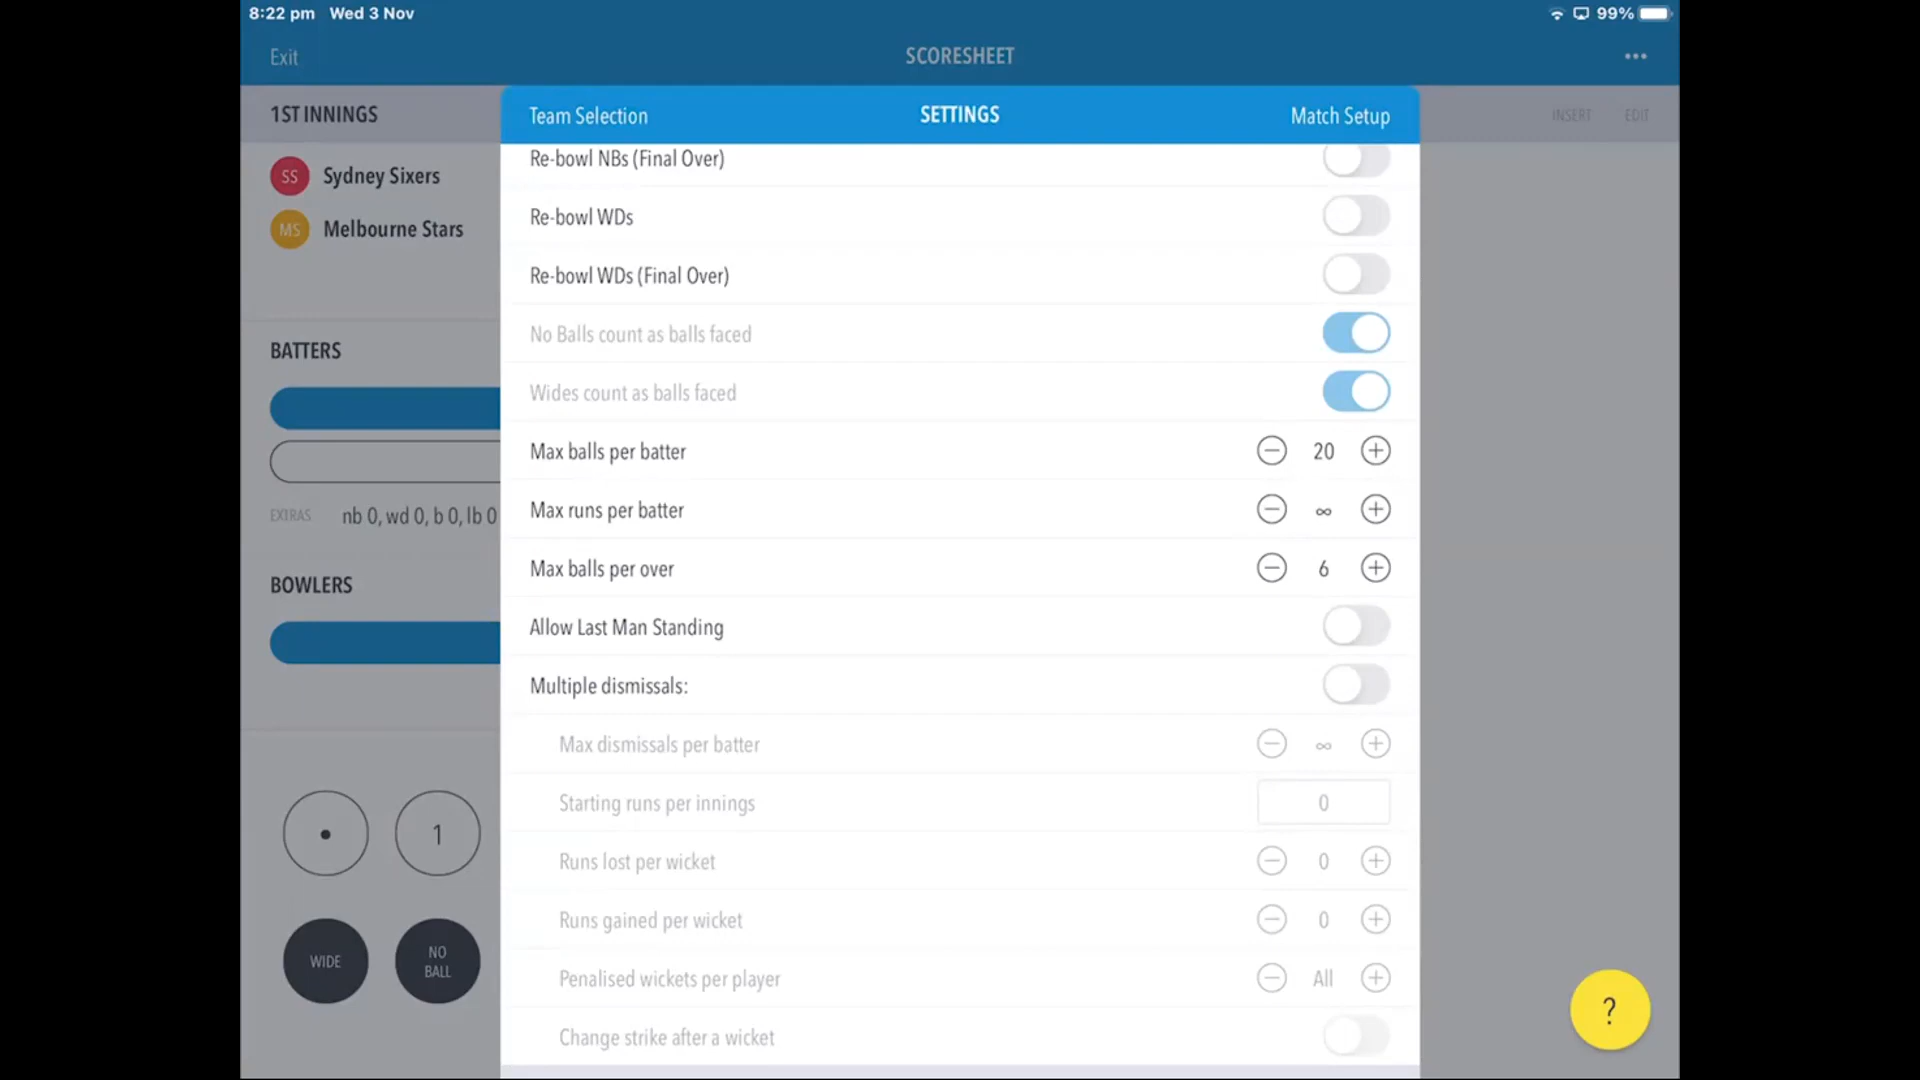 8:22 pm Wed 3 Nov 99%
Exit SCORESHEET •••
1ST INNINGS INSERT EDIT
SS Sydney Sixers
MS Melbourne Stars
BATTERS
EXTRAS nb 0, wd 0, b 0, lb 0
BOWLERS
1
WIDE
NO
BALL
Team Selection SETTINGS Match Setup
Re-bowl NBs (Final Over)
Re-bowl WDs
Re-bowl WDs (Final Over)
No Balls count as balls faced
Wides count as balls faced
Max balls per batter 20
Max runs per batter ∞
Max balls per over 6
Allow Last Man Standing
Multiple dismissals:
Max dismissals per batter ∞
Starting runs per innings 0
Runs lost per wicket 0
Runs gained per wicket 0
Penalised wickets per player All
Change strike after a wicket
?